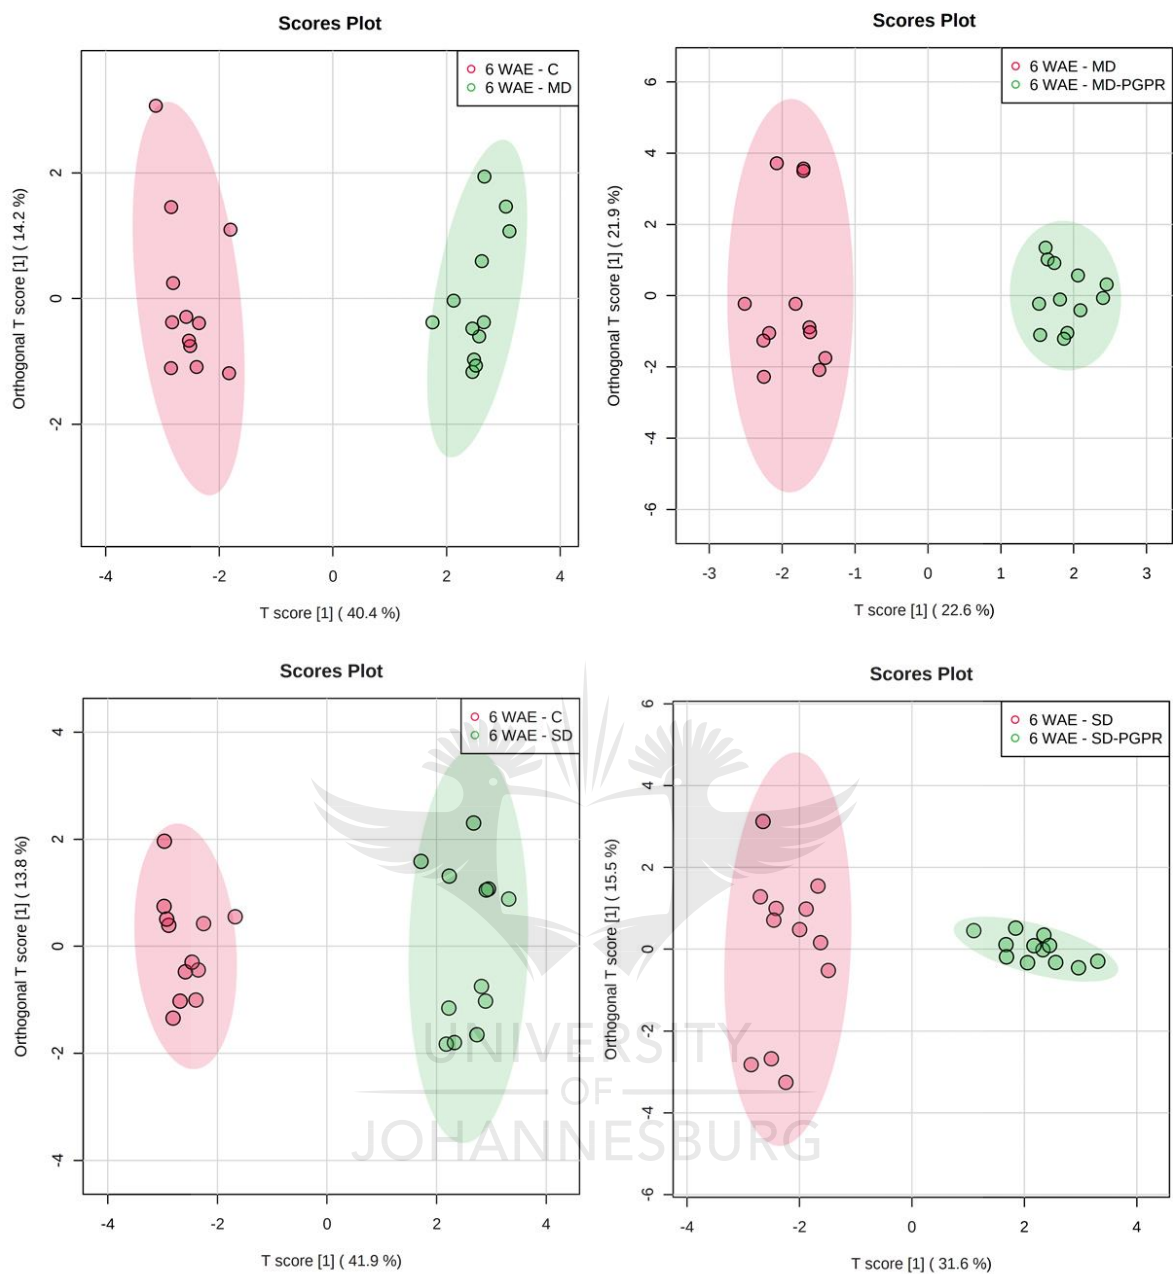 Scores Plot
6 WAE - C
6 WAE - MD
Orthogonal T score [1] ( 14.2 %)
2
0
-2
-4
-2
0
2
4
T score [1] ( 40.4 %)
Scores Plot
6 WAE - MD
6 WAE - MD-PGPR
Orthogonal T score [1] ( 21.9 %)
6
4
2
0
-2
-4
-6
-3
-2
-1
0
1
2
3
T score [1] ( 22.6 %)
Scores Plot
6 WAE - C
6 WAE - SD
Orthogonal T score [1] ( 13.8 %)
4
2
0
-2
-4
-4
-2
0
2
4
T score [1] ( 41.9 %)
Scores Plot
6 WAE - SD
6 WAE - SD-PGPR
Orthogonal T score [1] ( 15.5 %)
6
4
2
0
-2
-4
-6
-4
-2
0
2
4
T score [1] ( 31.6 %)
UNIVERSITY
OF
JOHANNESBURG